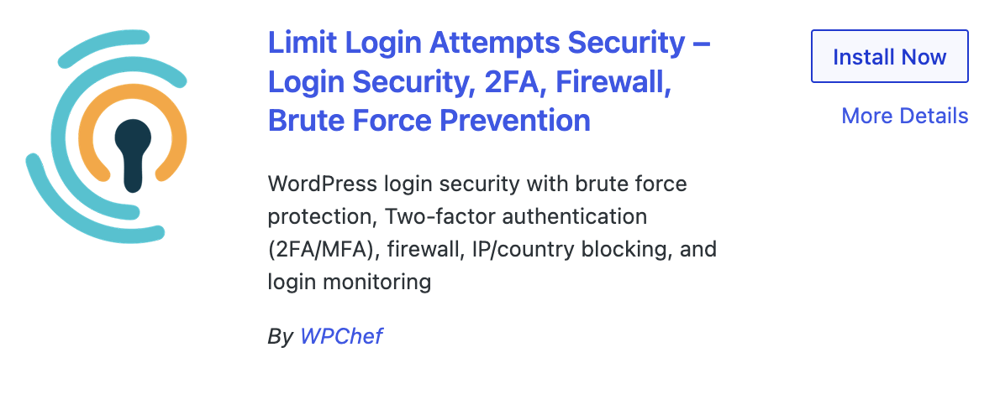 Limit Login Attempts Security –
Login Security, 2FA, Firewall,
Brute Force Prevention
Install Now
More Details
WordPress login security with brute force
protection, Two-factor authentication
(2FA/MFA), firewall, IP/country blocking, and
login monitoring
By WPChef